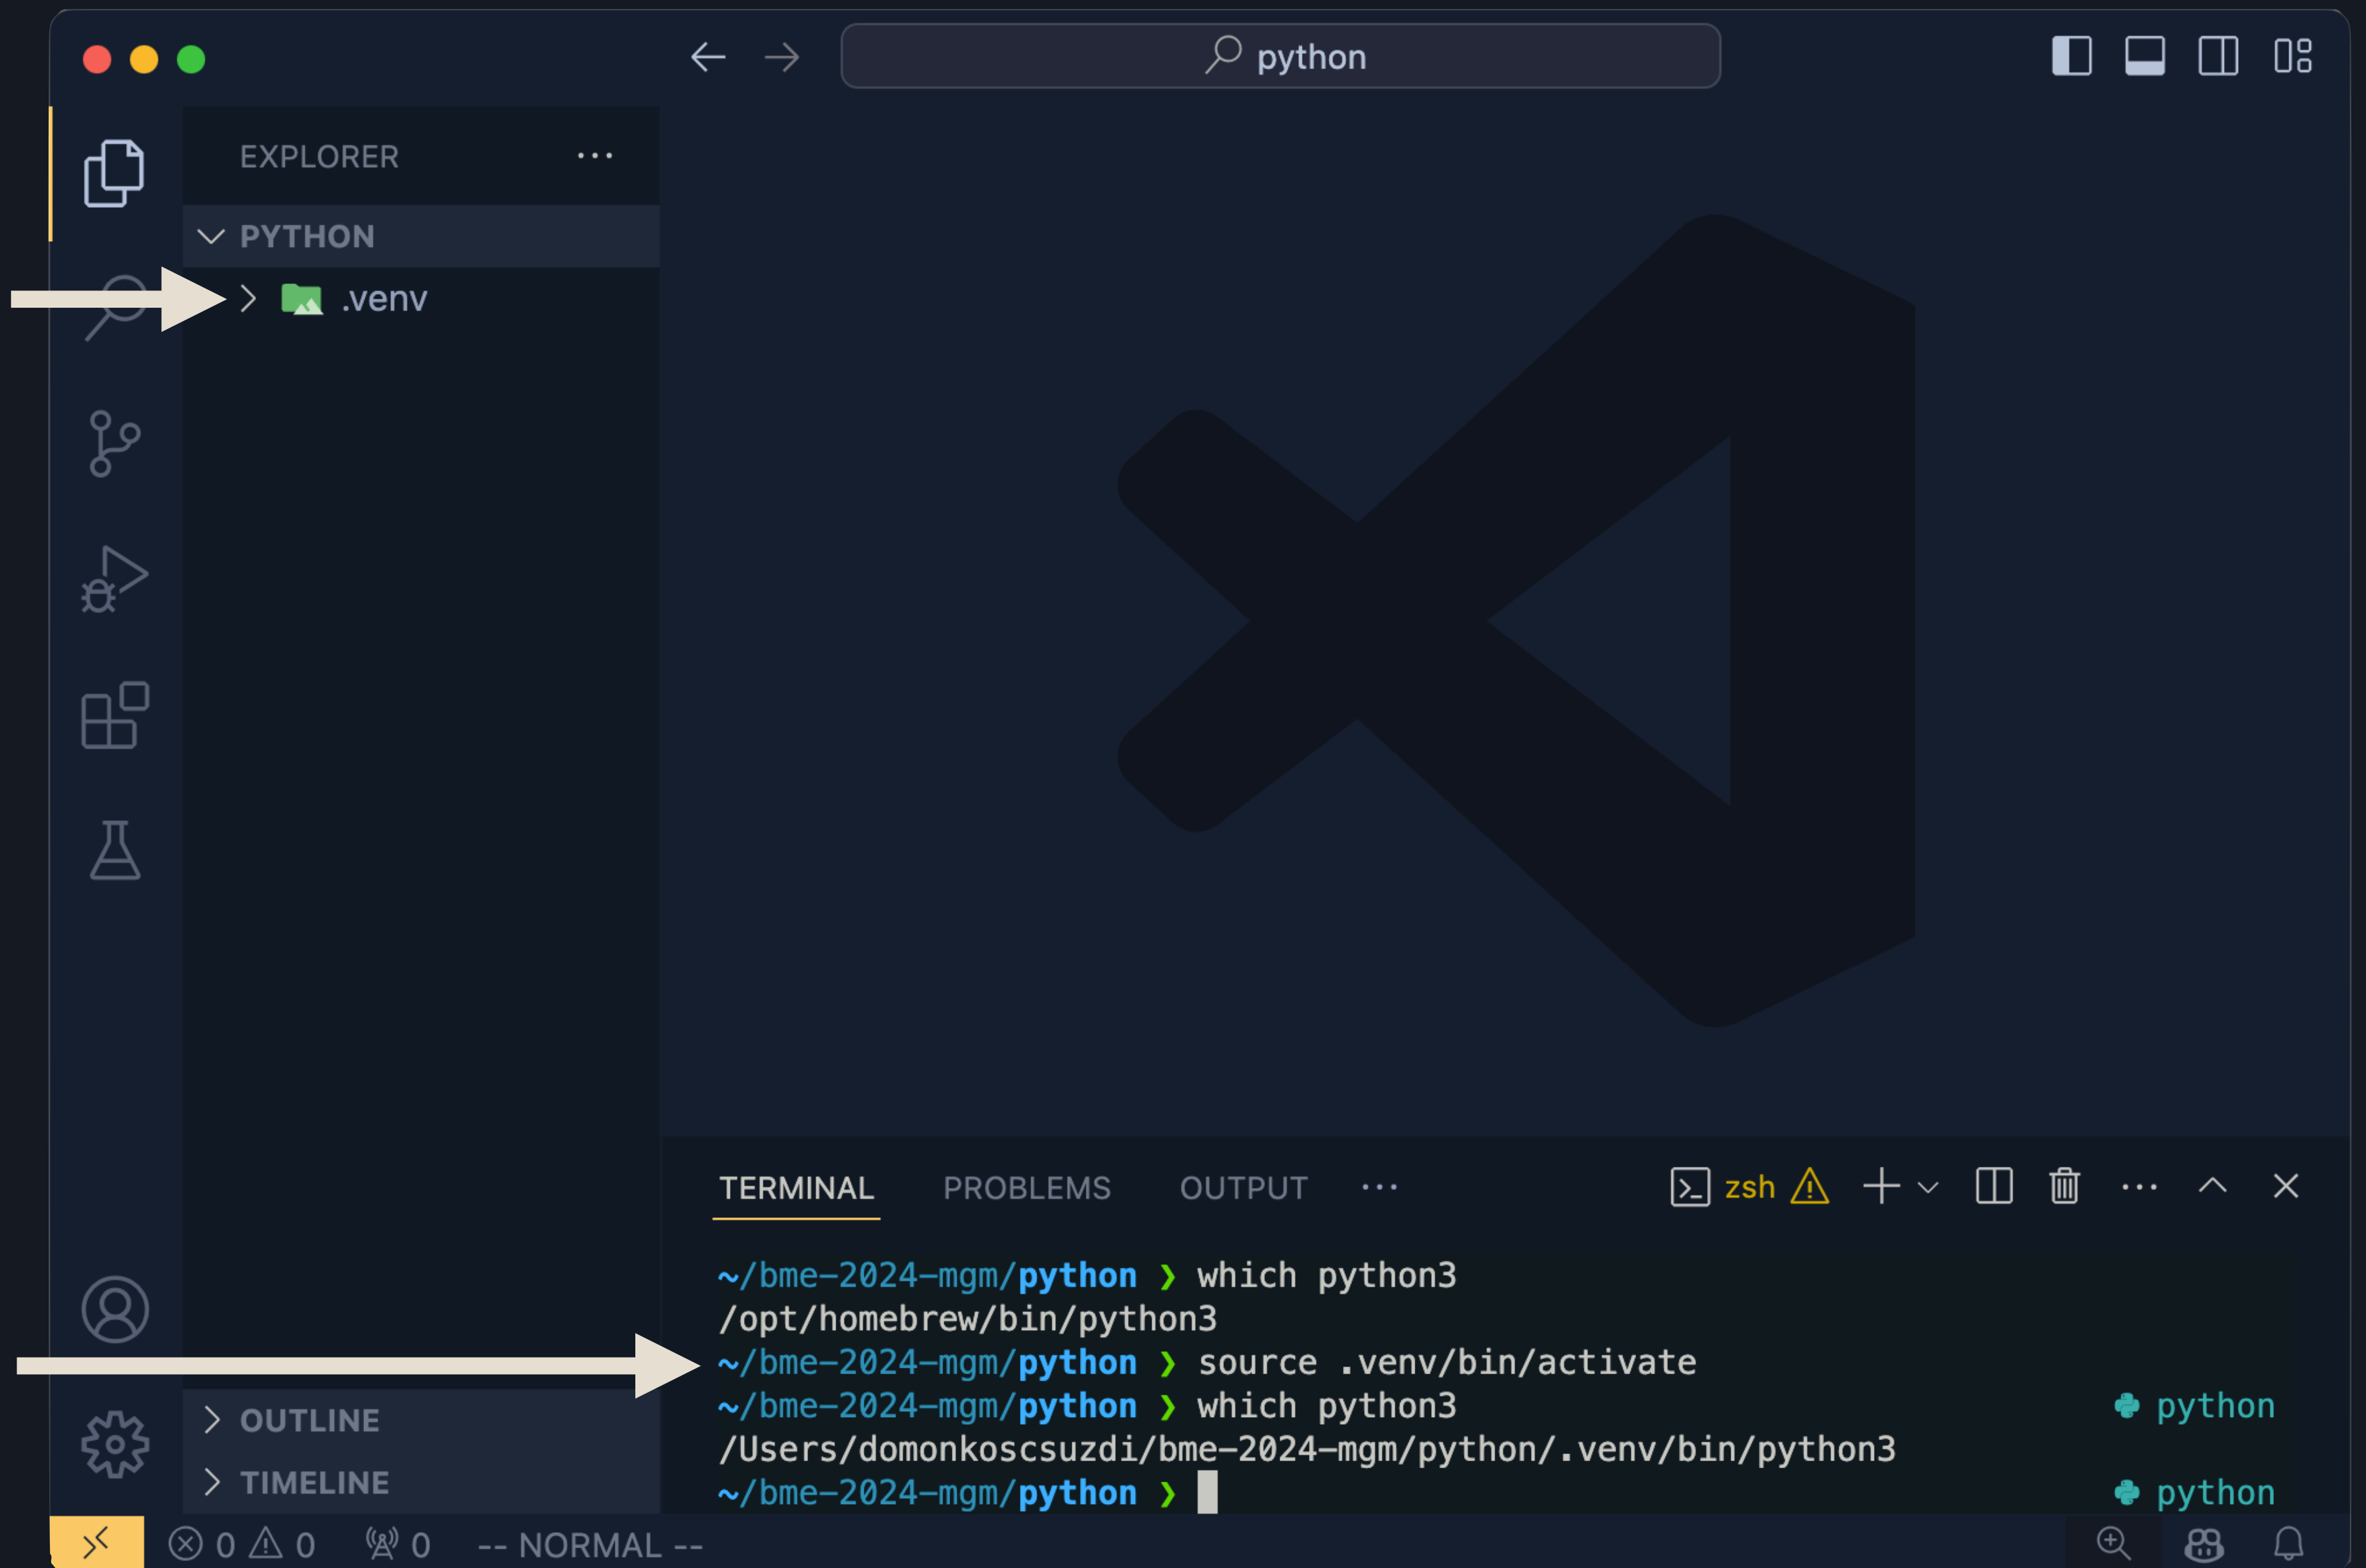 python
EXPLORER ...
PYTHON
.venv
OUTLINE
TIMELINE
TERMINAL PROBLEMS OUTPUT ... zsh ...
~/bme-2024-mgm/python ❯ which python3
/opt/homebrew/bin/python3
~/bme-2024-mgm/python ❯ source .venv/bin/activate
~/bme-2024-mgm/python ❯ which python3 python
/Users/domonkoscsuzdi/bme-2024-mgm/python/.venv/bin/python3
~/bme-2024-mgm/python ❯ python
0 0 0 -- NORMAL --